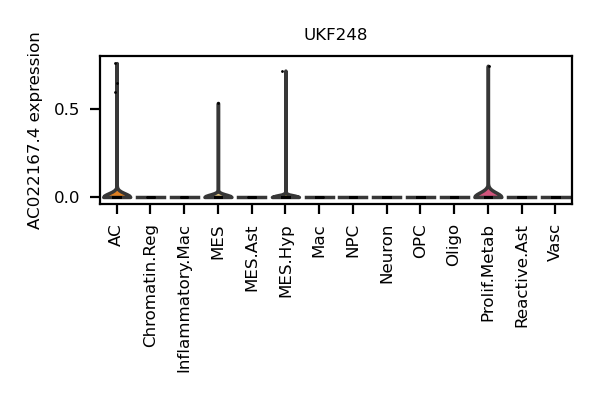 UKF248
AC022167.4 expression
0.5
0.0
AC
Chromatin.Reg
Inflammatory.Mac
MES
MES.Ast
MES.Hyp
Mac
NPC
Neuron
OPC
Oligo
Prolif.Metab
Reactive.Ast
Vasc